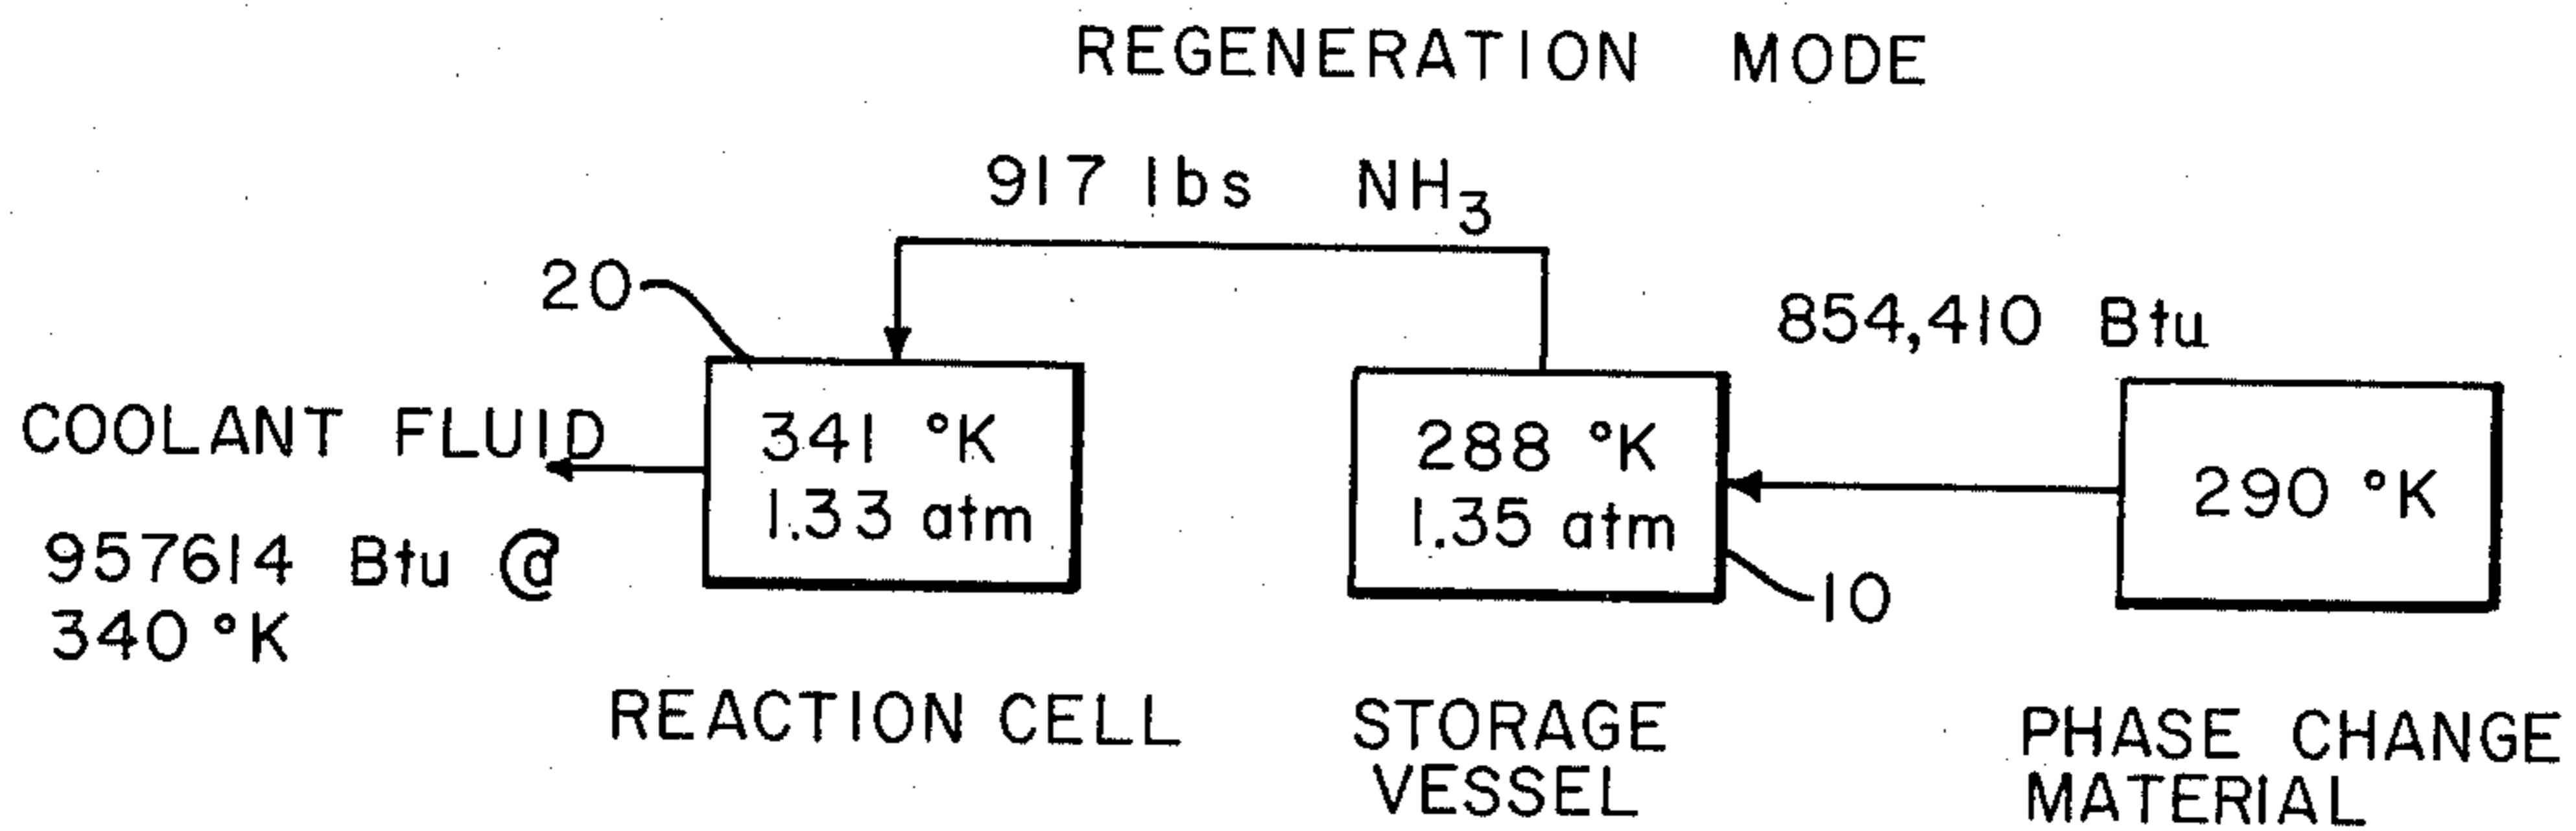 REGENERATION MODE
917 lbs NH₃
20
854,410 Btu
COOLANT FLUID
957614 Btu @
340 °K
341 °K
1.33 atm
288 °K
1.35 atm
290 °K
10
REACTION CELL
STORAGE
VESSEL
PHASE CHANGE
MATERIAL